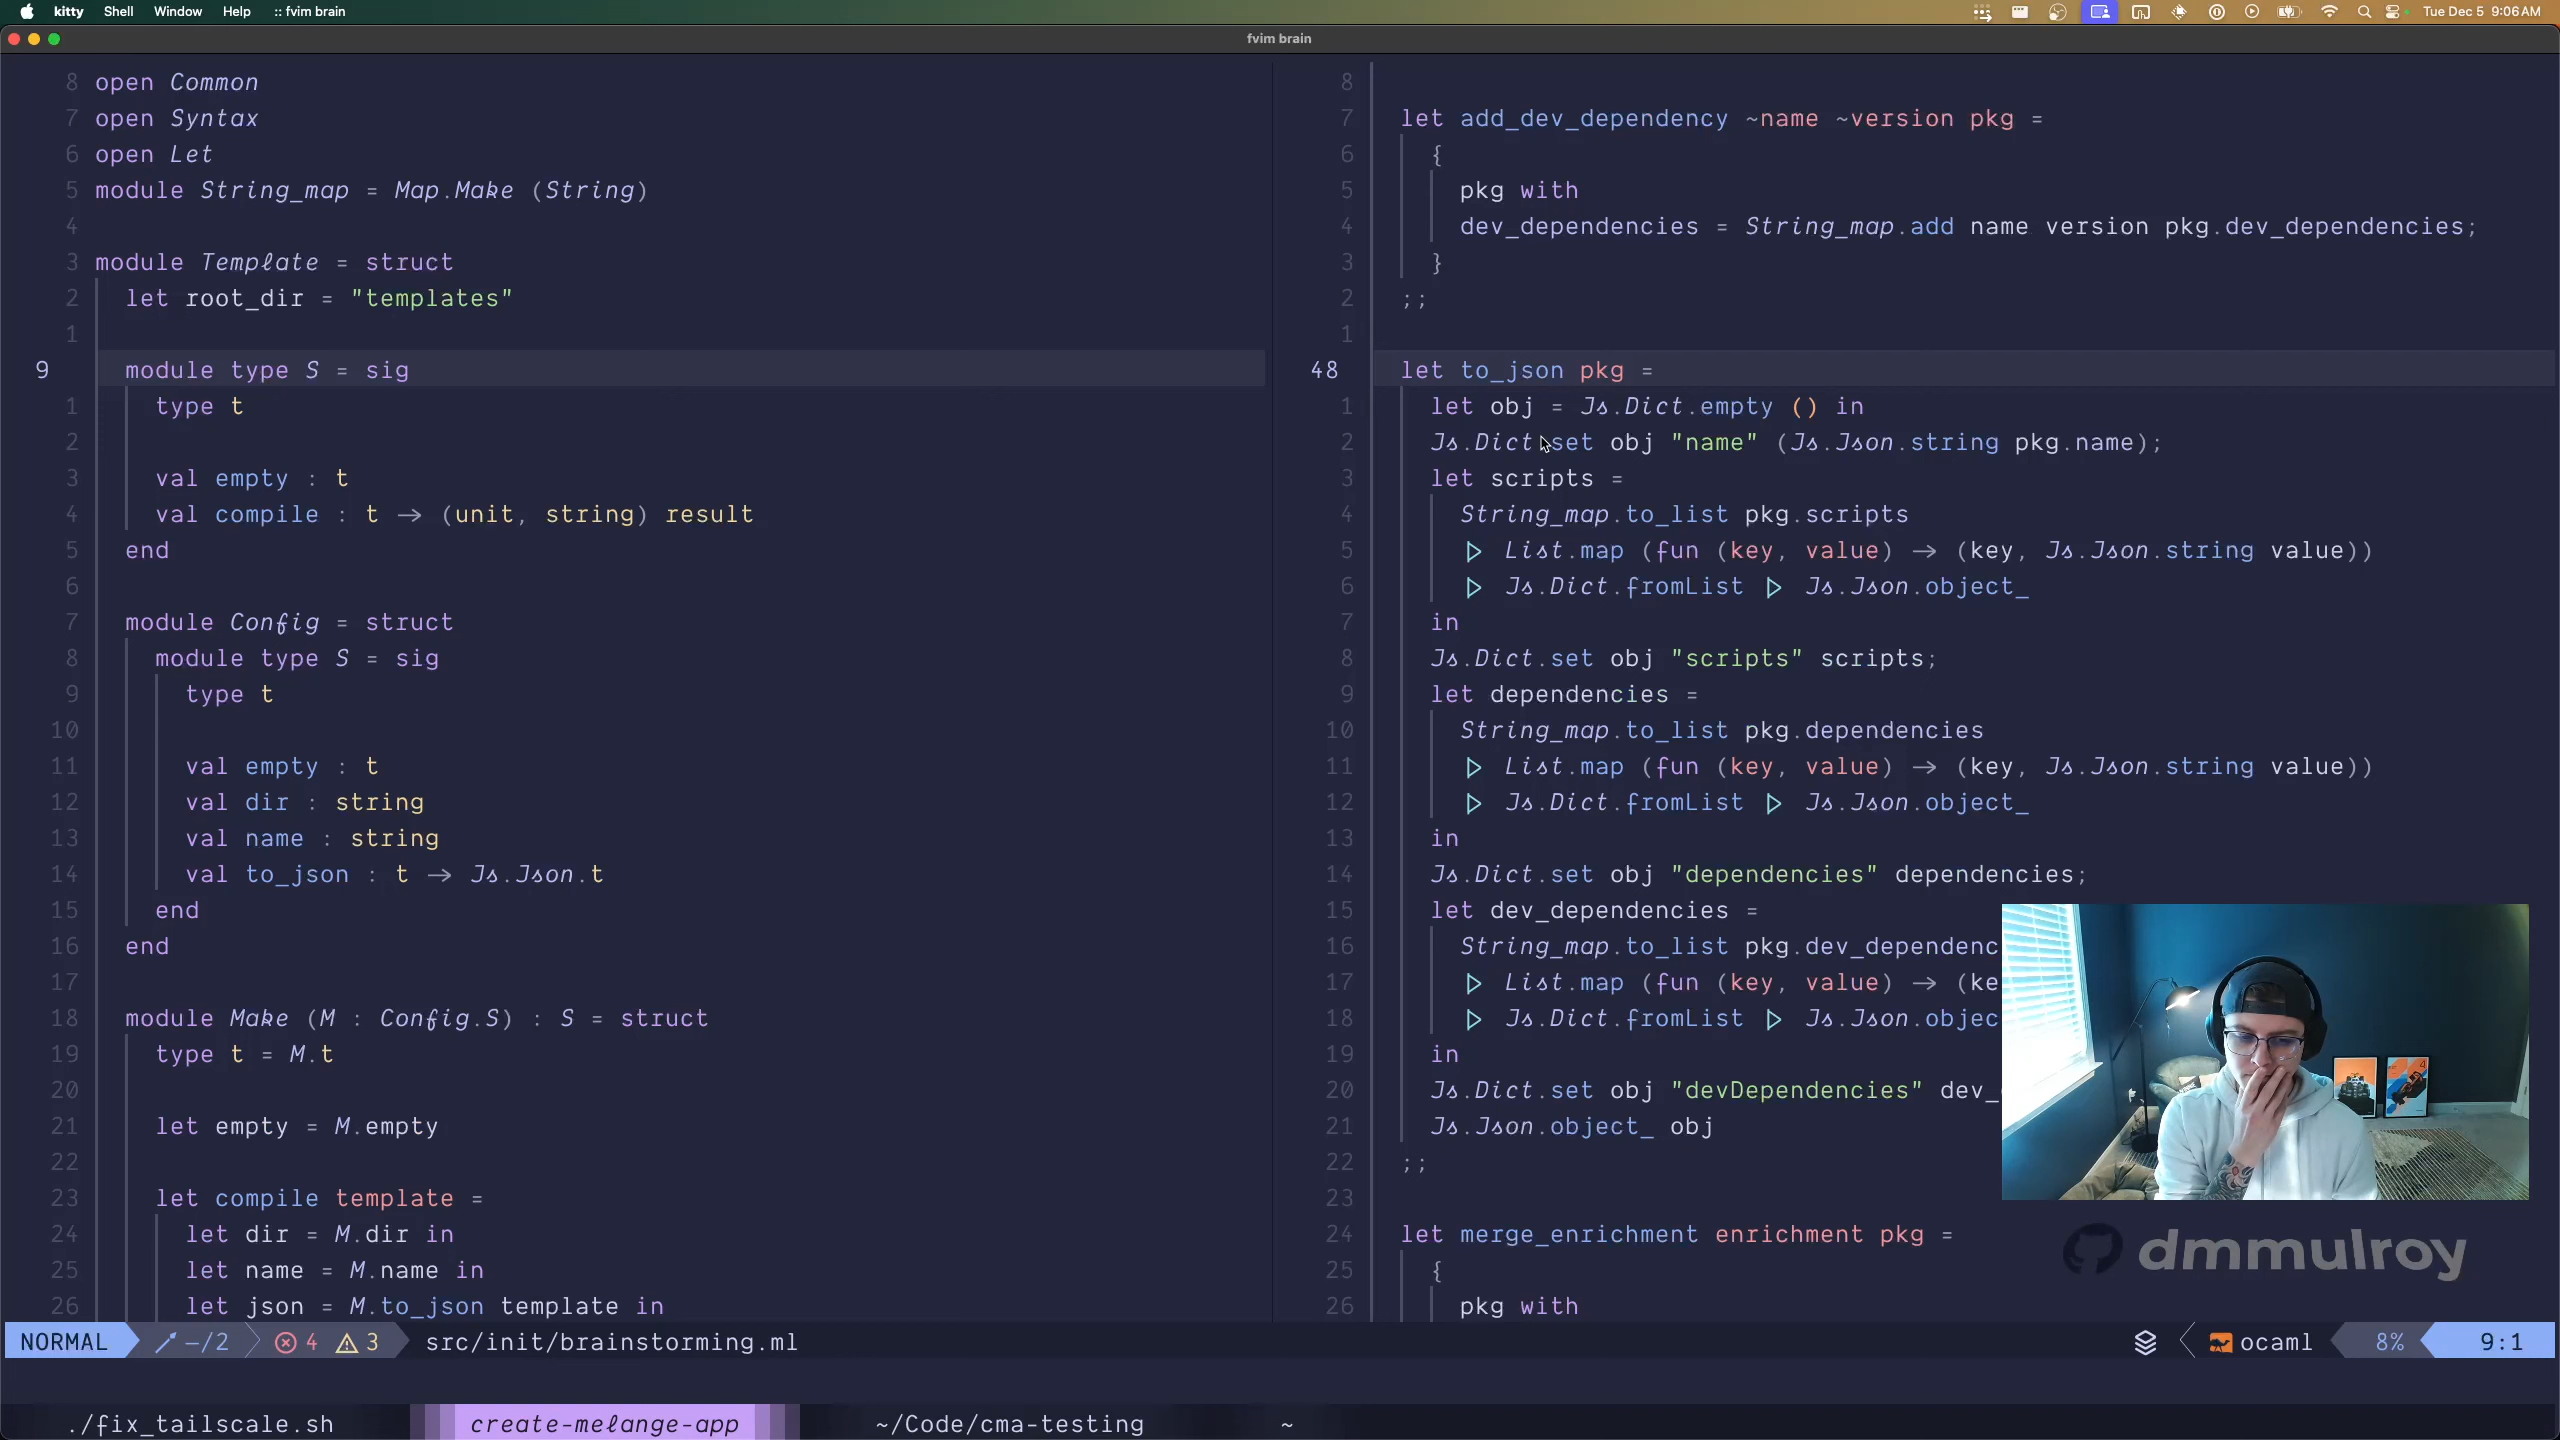 kitty Shell Window Help :: fvim brain Tue Dec 5 9:06 AM
fvim brain
8 open Common
7 open Syntax
6 open Let
5 module String_map = Map.Make (String)
4
3 module Template = struct
2 let root_dir = "templates"
1
9 module type S = sig
1 type t
2
3 val empty : t
4 val compile : t → (unit, string) result
5 end
6
7 module Config = struct
8 module type S = sig
9 type t
10
11 val empty : t
12 val dir : string
13 val name : string
14 val to_json : t → Js.Json.t
15 end
16 end
17
18 module Make (M : Config.S) : S = struct
19 type t = M.t
20
21 let empty = M.empty
22
23 let compile template =
24 let dir = M.dir in
25 let name = M.name in
26 let json = M.to_json template in
8
7 let add_dev_dependency ~name ~version pkg =
6 {
5 pkg with
4 dev_dependencies = String_map.add name version pkg.dev_dependencies;
3 }
2 ;;
1
48 let to_json pkg =
1 let obj = Js.Dict.empty () in
2 Js.Dict.set obj "name" (Js.Json.string pkg.name);
3 let scripts =
4 String_map.to_list pkg.scripts
5 ▷ List.map (fun (key, value) → (key, Js.Json.string value))
6 ▷ Js.Dict.fromList ▷ Js.Json.object_
7 in
8 Js.Dict.set obj "scripts" scripts;
9 let dependencies =
10 String_map.to_list pkg.dependencies
11 ▷ List.map (fun (key, value) → (key, Js.Json.string value))
12 ▷ Js.Dict.fromList ▷ Js.Json.object_
13 in
14 Js.Dict.set obj "dependencies" dependencies;
15 let dev_dependencies =
16 String_map.to_list pkg.dev_dependenc
17 ▷ List.map (fun (key, value) → (ke
18 ▷ Js.Dict.fromList ▷ Js.Json.objec
19 in
20 Js.Dict.set obj "devDependencies" dev_
21 Js.Json.object_ obj
22 ;;
23
24 let merge_enrichment enrichment pkg =
25 {
26 pkg with
dmmulroy
NORMAL –/2 4 3 src/init/brainstorming.ml ocaml 8% 9:1
./fix_tailscale.sh create-melange-app ~/Code/cma-testing ~